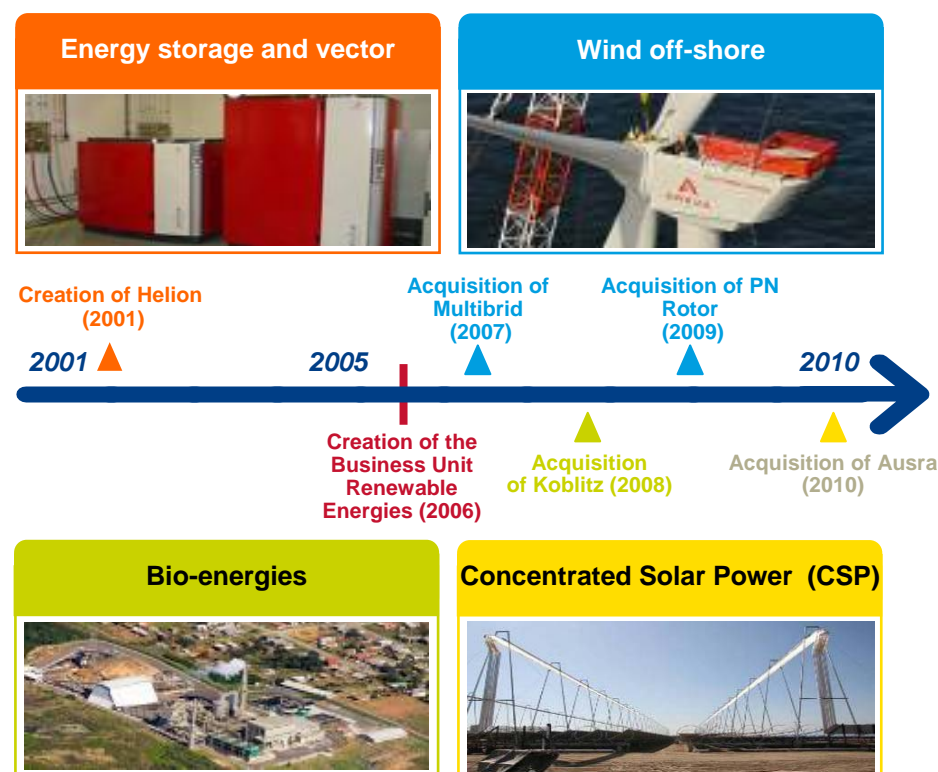 Energy storage and vector
Wind off-shore
AREVA
Creation of Helion
(2001)
Acquisition of
Multibrid
(2007)
Acquisition of PN
Rotor
(2009)
2001
2005
2010
Creation of the
Business Unit
Renewable
Energies (2006)
Acquisition
of Koblitz (2008)
Acquisition of Ausra
(2010)
Bio-energies
Concentrated Solar Power (CSP)